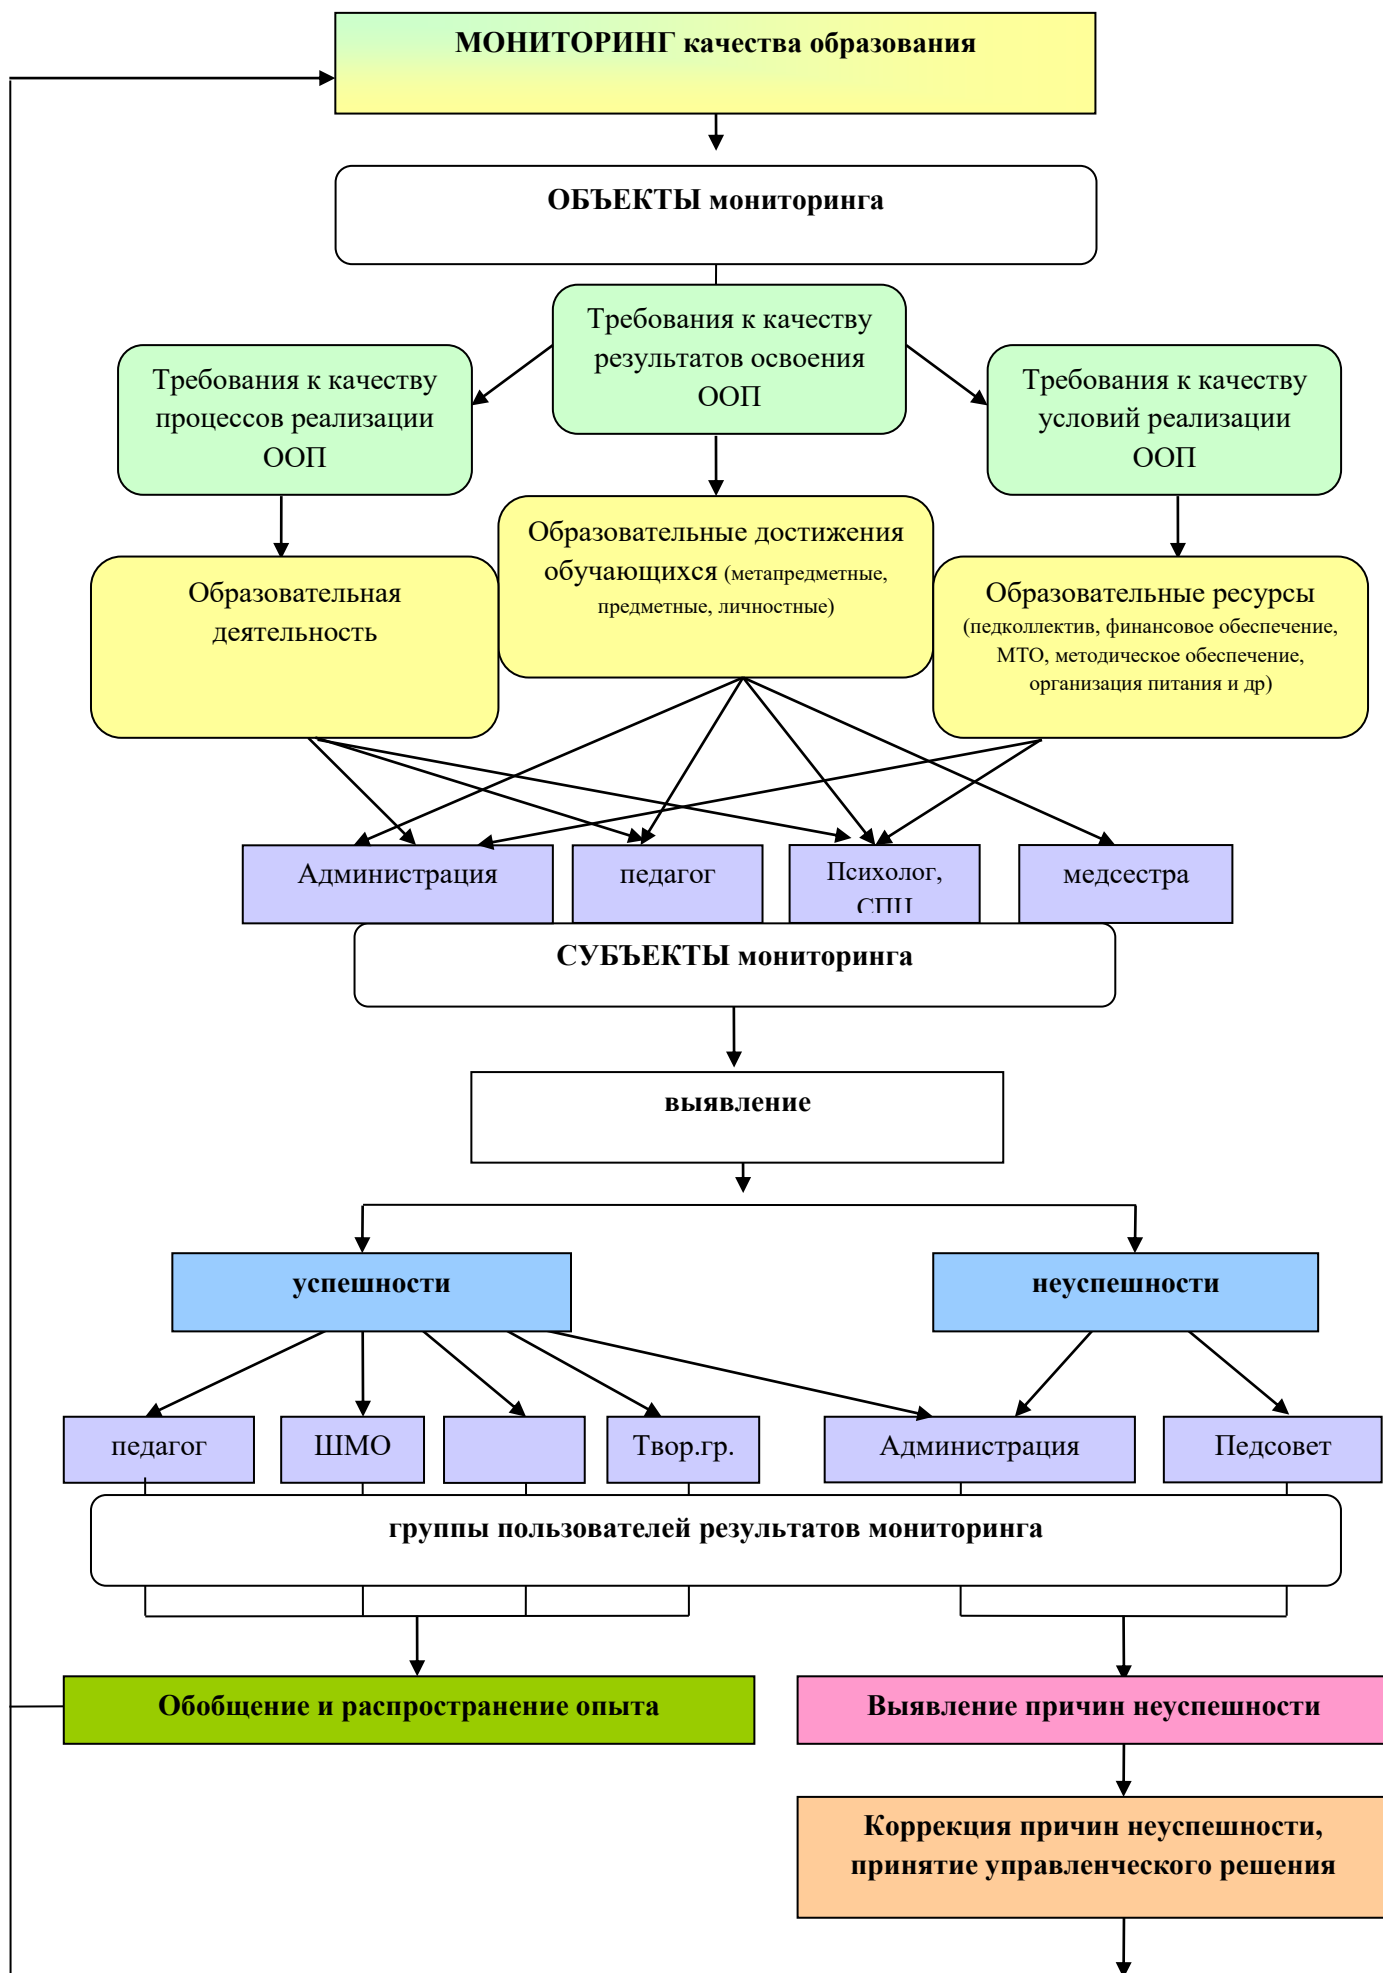 МОНИТОРИНГ качества образования
ОБЪЕКТЫ мониторинга
Требования к качеству
результатов освоения
ООП
Требования к качеству
процессов реализации
ООП
Требования к качеству
условий реализации
ООП
Образовательные достижения
обучающихся (метапредметные,
предметные, личностные)
Образовательная
деятельность
Образовательные ресурсы
(педколлектив, финансовое обеспечение,
МТО, методическое обеспечение,
организация питания и др)
Администрация
педагог
Психолог,
медсестра
СУБЪЕКТЫ мониторинга
выявление
успешности
неуспешности
педагог
ШМО
Твор.гр.
Администрация
Педсовет
группы пользователей результатов мониторинга
Обобщение и распространение опыта
Выявление причин неуспешности
Коррекция причин неуспешности,
принятие управленческого решения